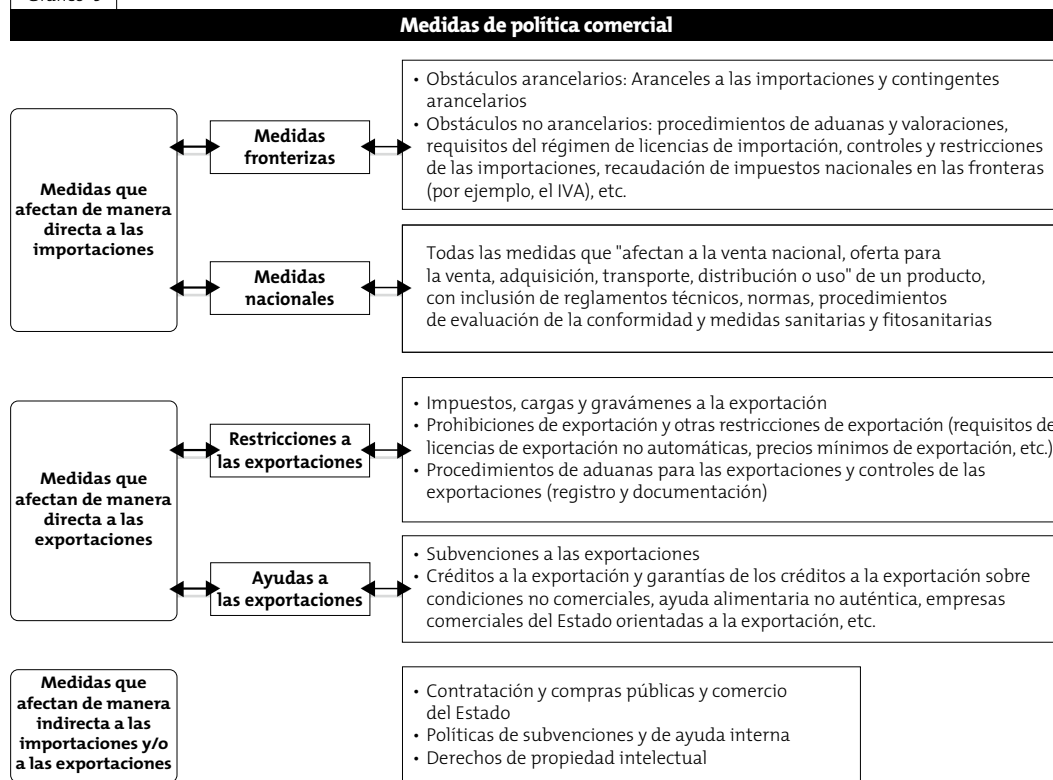 Medidas de política comercial
Medidas que
afectan de manera
directa a las
importaciones
Medidas
fronterizas
• Obstáculos arancelarios: Aranceles a las importaciones y contingentes
arancelarios
• Obstáculos no arancelarios: procedimientos de aduanas y valoraciones,
requisitos del régimen de licencias de importación, controles y restricciones
de las importaciones, recaudación de impuestos nacionales en las fronteras
(por ejemplo, el IVA), etc.
Medidas
nacionales
Todas las medidas que "afectan a la venta nacional, oferta para
la venta, adquisición, transporte, distribución o uso" de un producto,
con inclusión de reglamentos técnicos, normas, procedimientos
de evaluación de la conformidad y medidas sanitarias y fitosanitarias
Medidas que
afectan de manera
directa a las
exportaciones
Restricciones a
las exportaciones
• Impuestos, cargas y gravámenes a la exportación
• Prohibiciones de exportación y otras restricciones de exportación (requisitos de
licencias de exportación no automáticas, precios mínimos de exportación, etc.)
• Procedimientos de aduanas para las exportaciones y controles de las
exportaciones (registro y documentación)
Ayudas a
las exportaciones
• Subvenciones a las exportaciones
• Créditos a la exportación y garantías de los créditos a la exportación sobre
condiciones no comerciales, ayuda alimentaria no auténtica, empresas
comerciales del Estado orientadas a la exportación, etc.
Medidas que
afectan de manera
indirecta a las
importaciones y/o
a las exportaciones
• Contratación y compras públicas y comercio
del Estado
• Políticas de subvenciones y de ayuda interna
• Derechos de propiedad intelectual